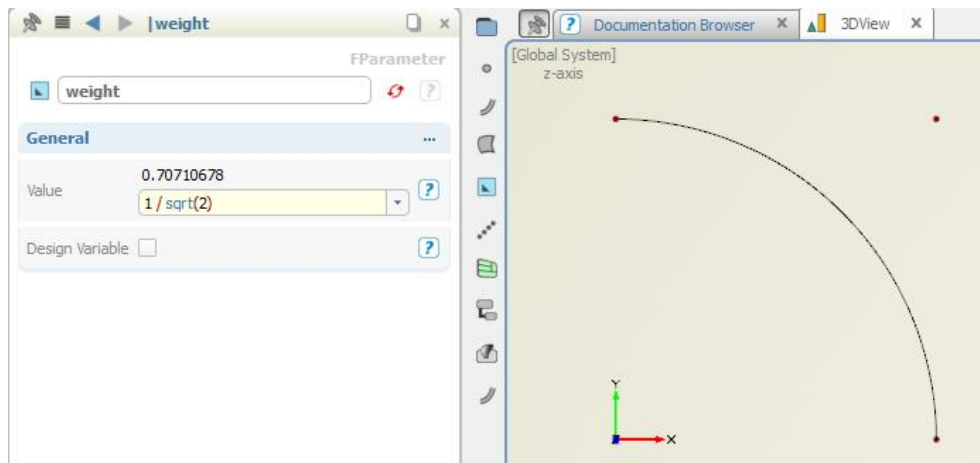 |weight
FParameter
weight
?
General
...
Value
0.70710678
1 / sqrt(2)
?
Design Variable
?
? Documentation Browser x
3DView x
[Global System]
z-axis
Y
X